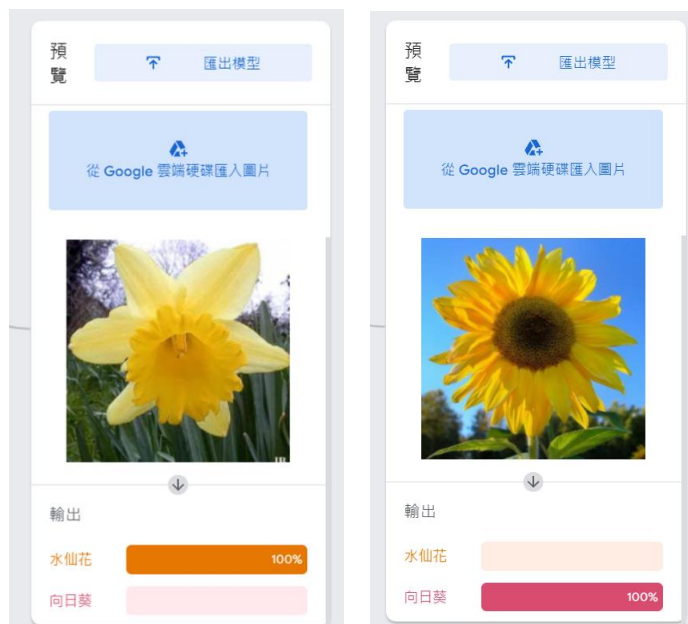 預
覽
匯出模型
從 Google 雲端硬碟匯入圖片
輸出
水仙花
100%
向日葵
預
覽
匯出模型
從 Google 雲端硬碟匯入圖片
輸出
水仙花
向日葵
100%